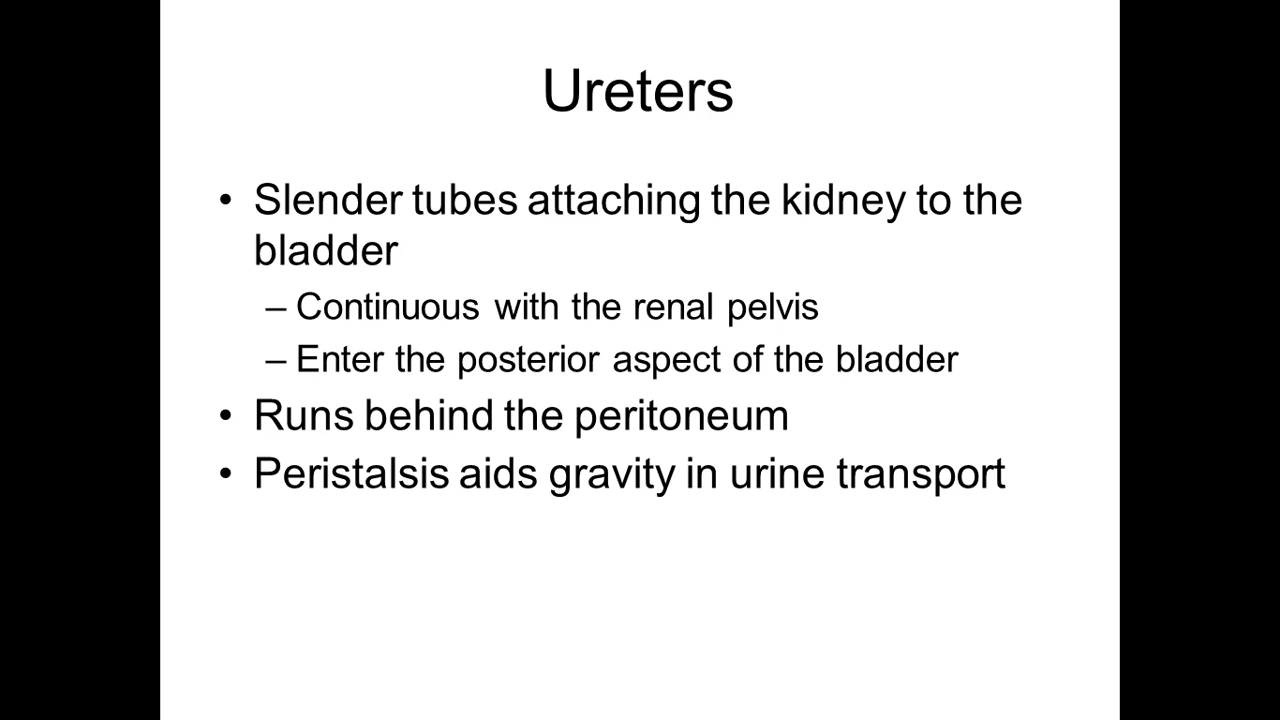 Ureters
• Slender tubes attaching the kidney to the
bladder
– Continuous with the renal pelvis
– Enter the posterior aspect of the bladder
• Runs behind the peritoneum
• Peristalsis aids gravity in urine transport